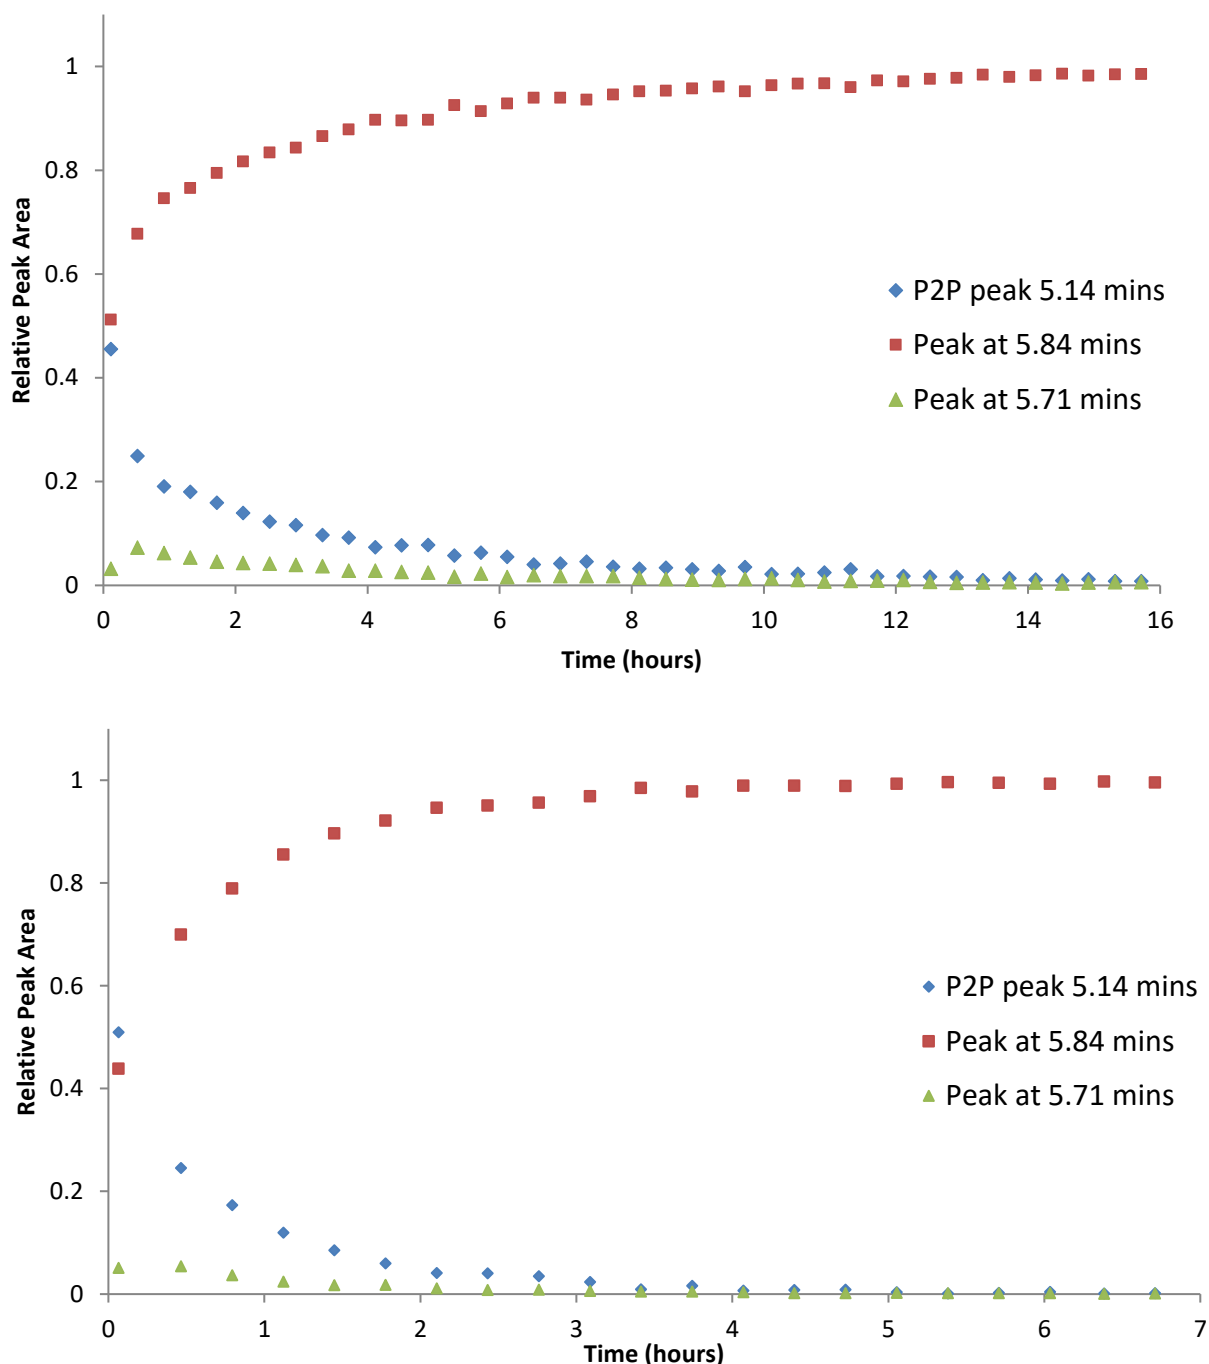 1
0.8
0.6
0.4
0.2
0
0 2 4 6 8 10 12 14 16
Relative Peak Area
Time (hours)
P2P peak 5.14 mins
Peak at 5.84 mins
Peak at 5.71 mins
1
0.8
0.6
0.4
0.2
0
0 1 2 3 4 5 6 7
Relative Peak Area
Time (hours)
P2P peak 5.14 mins
Peak at 5.84 mins
Peak at 5.71 mins